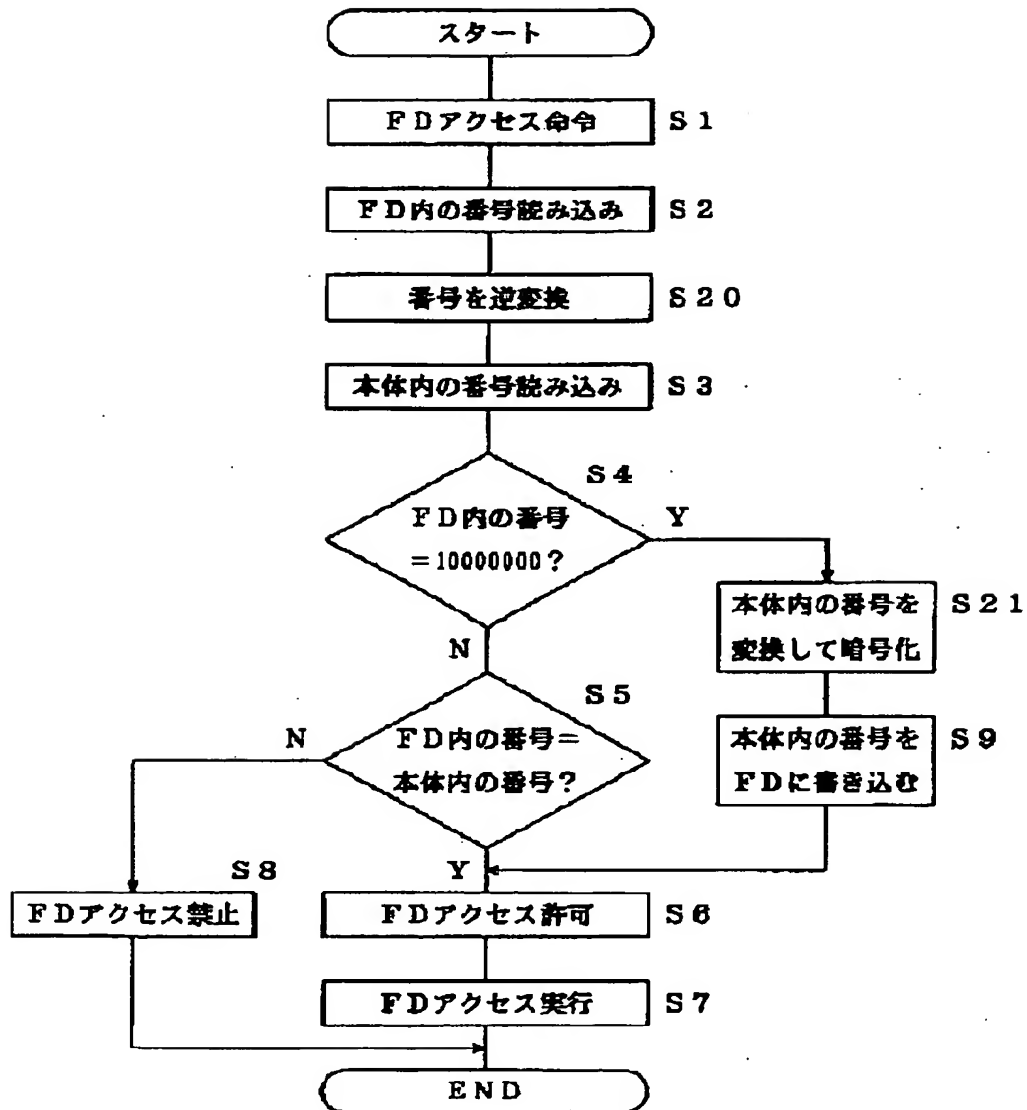 スタート
FDアクセス命令 S1
FD内の番号読み込み S2
番号を逆変換 S20
本体内の番号読み込み S3
S4
FD内の番号
=10000000?
Y
N
本体内の番号を
変換して暗号化
S21
S5
FD内の番号=
本体内の番号?
N
Y
本体内の番号を
FDに書き込む
S9
S8
FDアクセス禁止
FDアクセス許可 S6
FDアクセス実行 S7
END